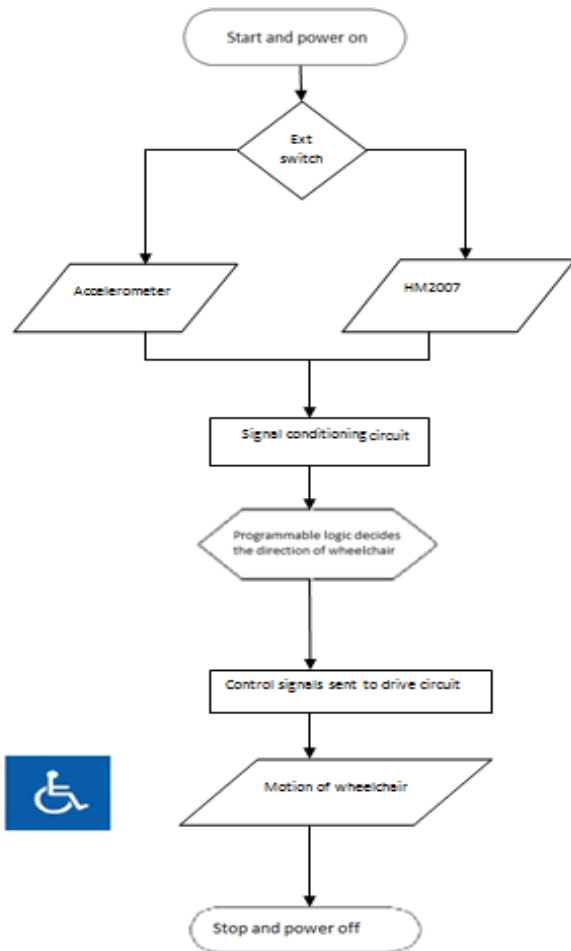 Start and power on
Ext
switch
Accelerometer
HM2007
Signal conditioning circuit
Programmable logic decides
the direction of wheelchair
Control signals sent to drive circuit
Motion of wheelchair
Stop and power off